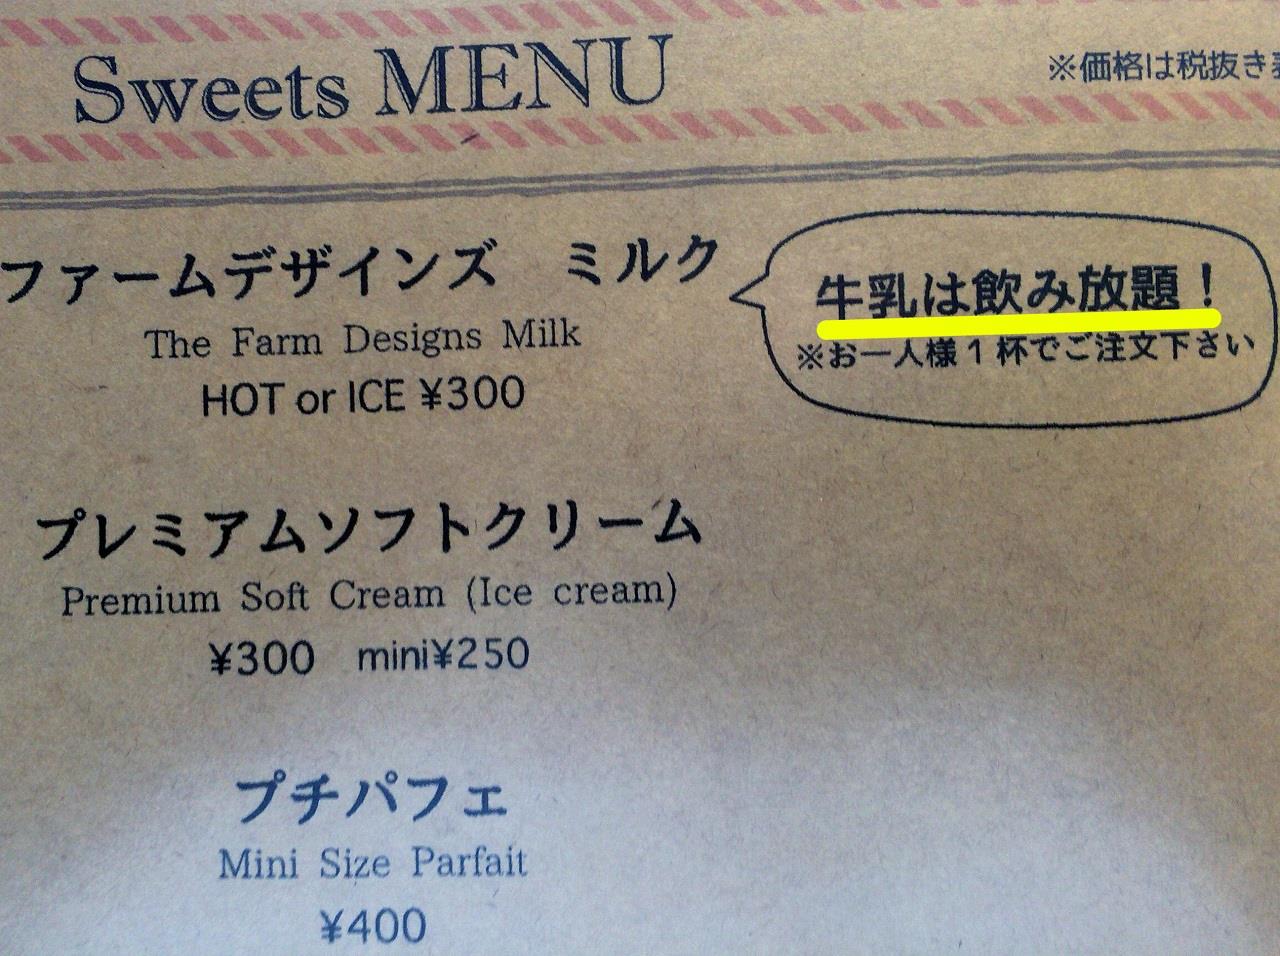 Sweets MENU
※価格は税抜き
ファームデザインズ ミルク
The Farm Designs Milk
HOT or ICE ¥300
牛乳は飲み放題！
※お一人様1杯でご注文下さい
プレミアムソフトクリーム
Premium Soft Cream (Ice cream)
¥300 mini¥250
プチパフェ
Mini Size Parfait
¥400